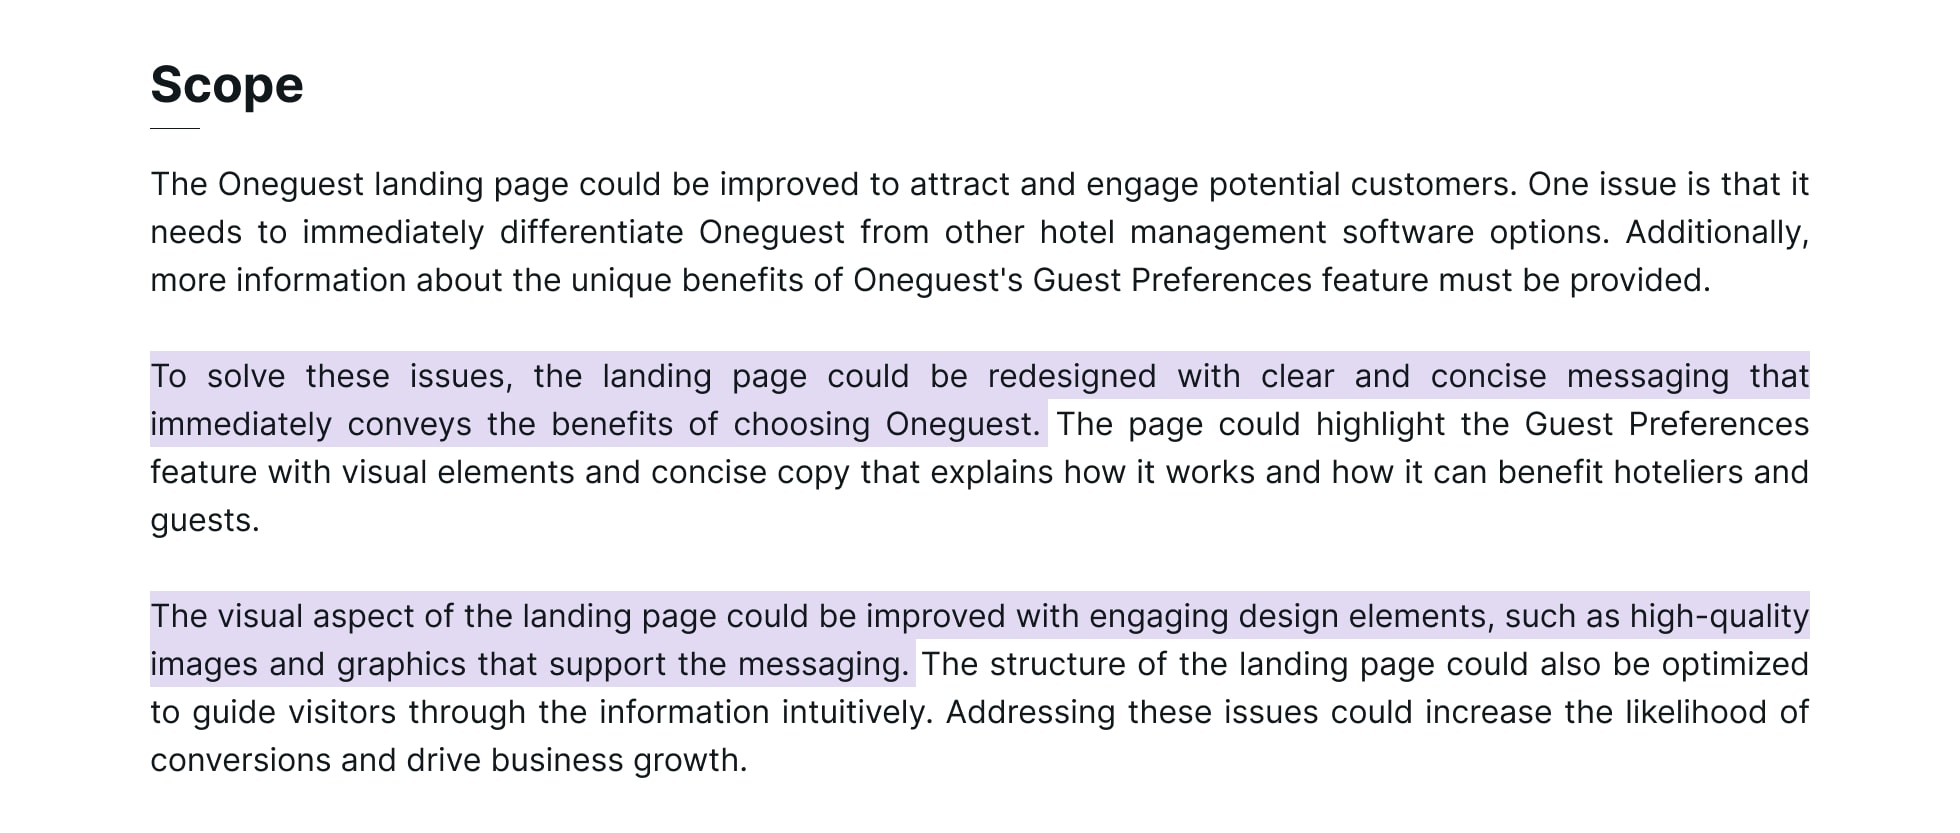 Scope
The Oneguest landing page could be improved to attract and engage potential customers. One issue is that it
needs to immediately differentiate Oneguest from other hotel management software options. Additionally,
more information about the unique benefits of Oneguest's Guest Preferences feature must be provided.
To solve these issues, the landing page could be redesigned with clear and concise messaging that
immediately conveys the benefits of choosing Oneguest. The page could highlight the Guest Preferences
feature with visual elements and concise copy that explains how it works and how it can benefit hoteliers and
guests.
The visual aspect of the landing page could be improved with engaging design elements, such as high-quality
images and graphics that support the messaging. The structure of the landing page could also be optimized
to guide visitors through the information intuitively. Addressing these issues could increase the likelihood of
conversions and drive business growth.